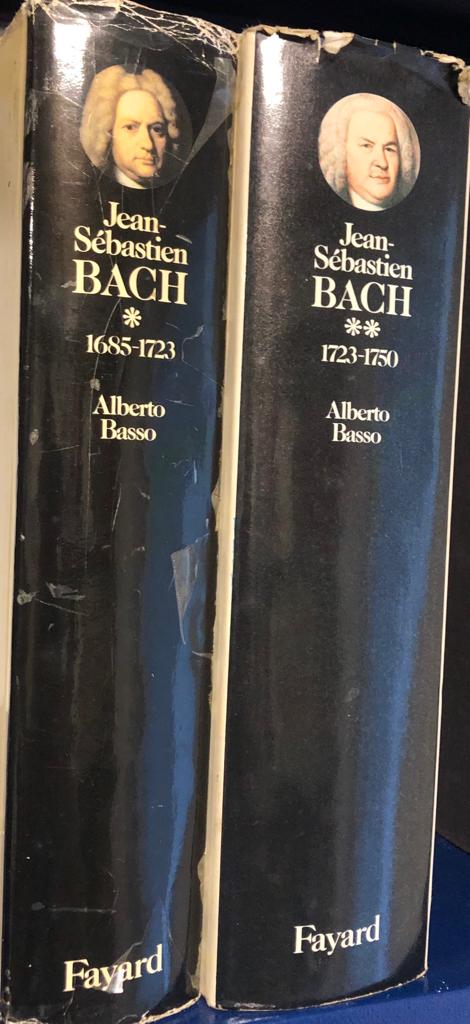 Jean-
Sébastien
BACH
*
1685-1723
Alberto
Basso
Fayard
Jean-
Sébastien
BACH
**
1723-1750
Alberto
Basso
Fayard